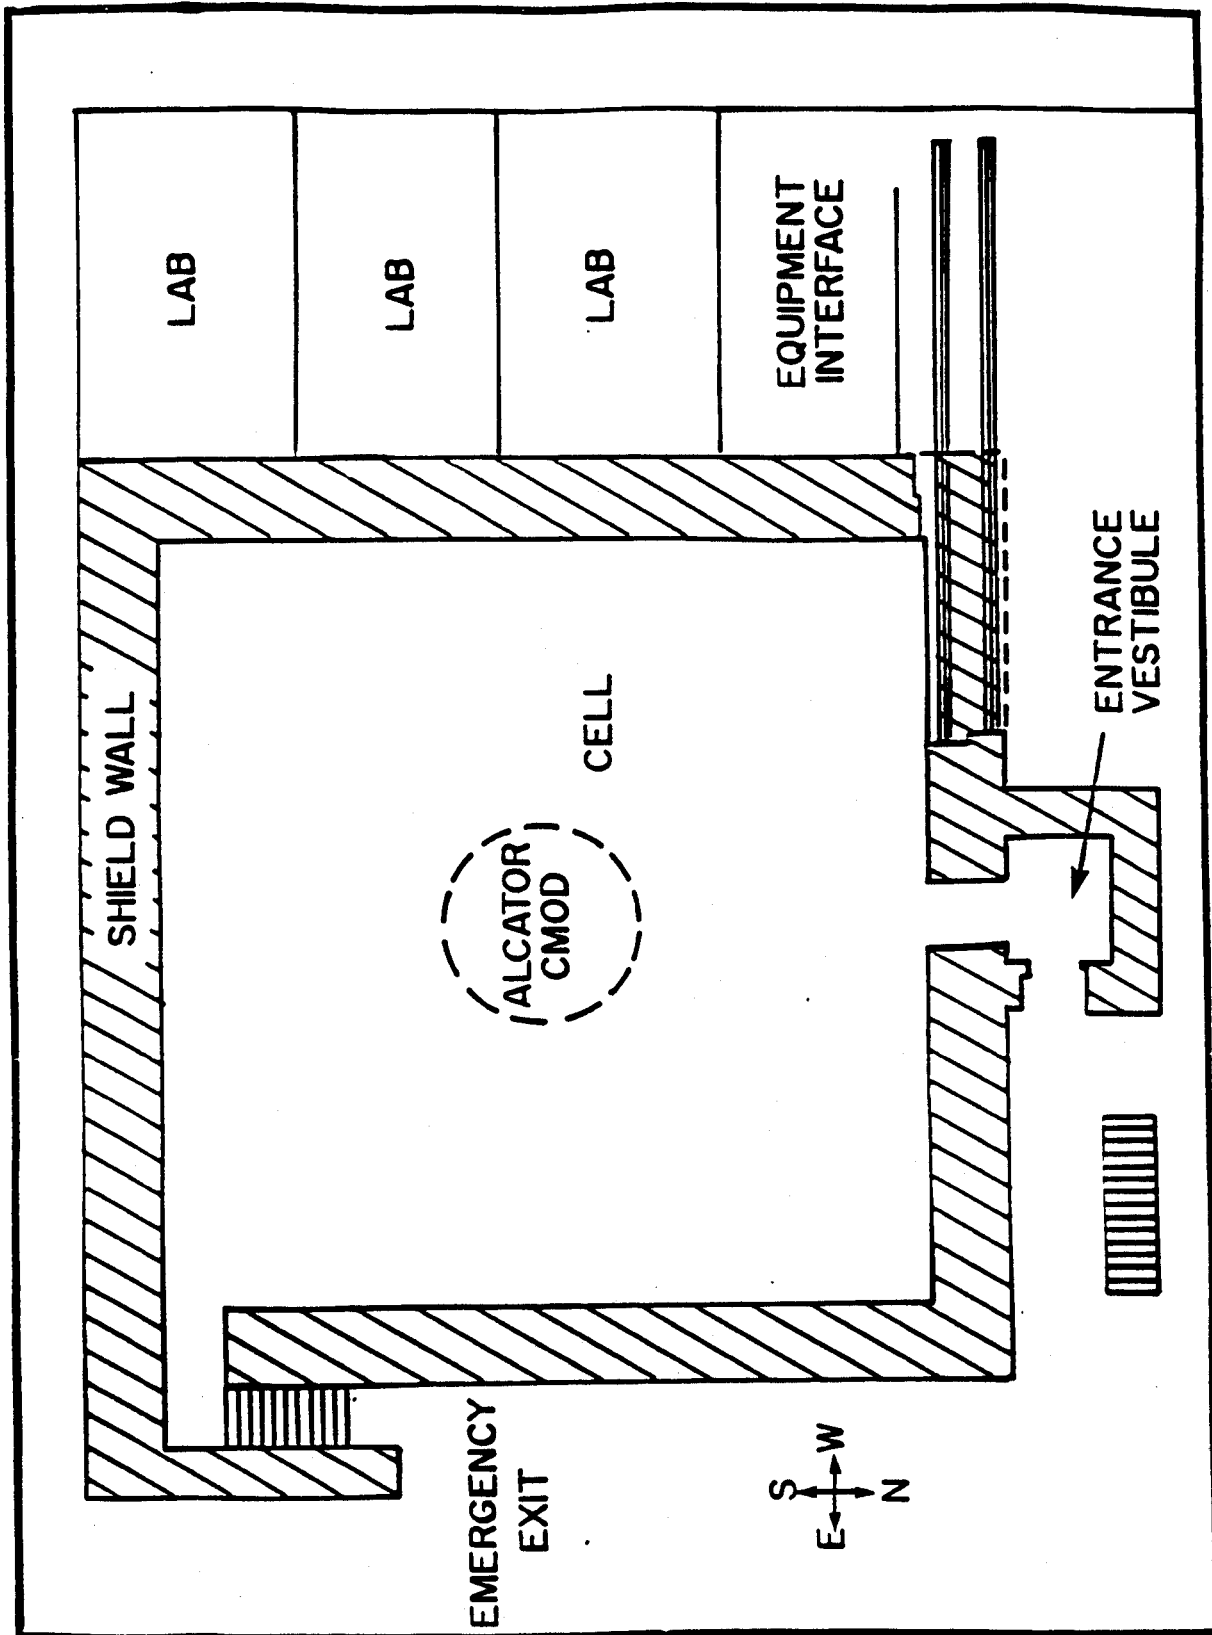 LAB
LAB
LAB
EQUIPMENT
INTERFACE
SHIELD WALL
CELL
ALCATOR
CMOD
ENTRANCE
VESTIBULE
EMERGENCY
EXIT
S
W
E
N